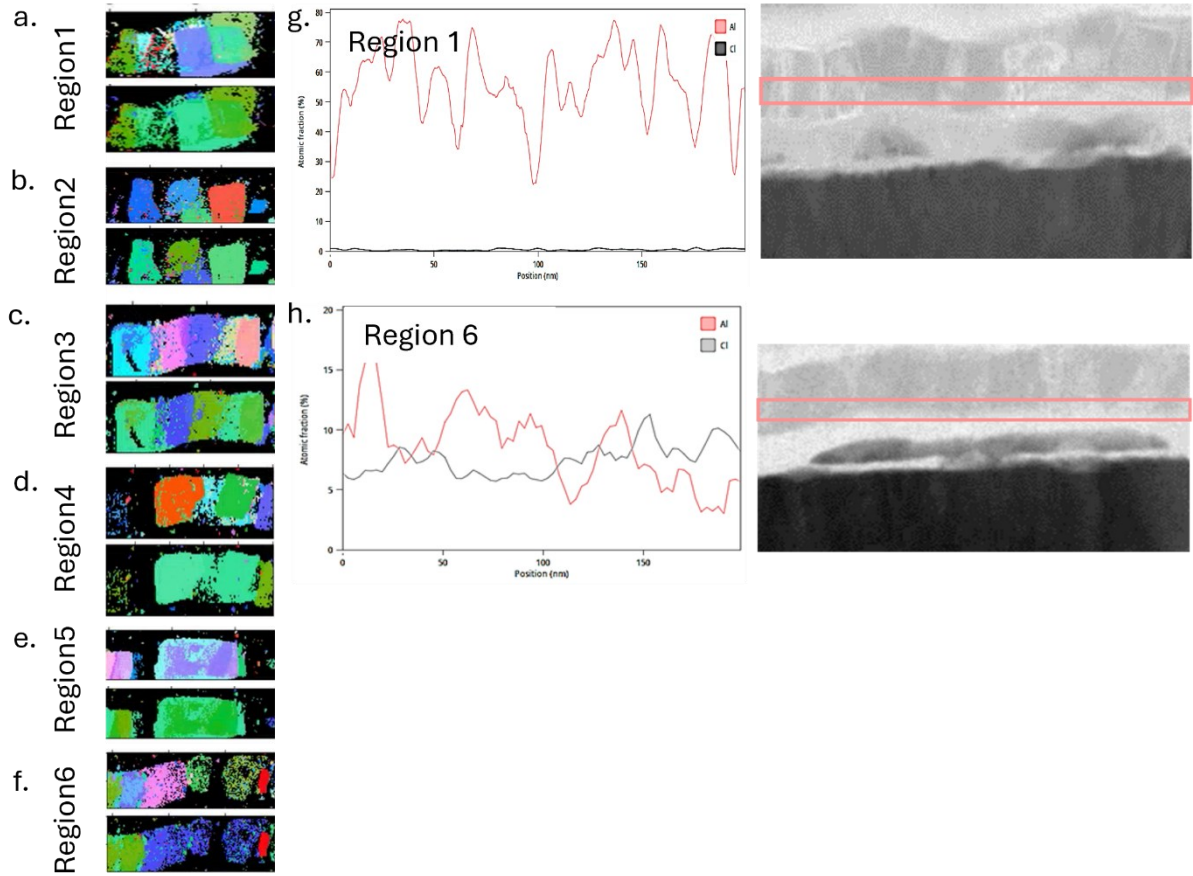 a.
Region1
b.
Region2
c.
Region3
d.
Region4
e.
Region5
f.
Region6
g.
Region 1
Al
Cl
80
70
60
50
40
30
20
10
0
Atomic fraction (%)
0
50
100
150
Position (nm)
h.
Region 6
Al
Cl
20
15
10
5
0
Atomic fraction (%)
0
50
100
150
Position (nm)